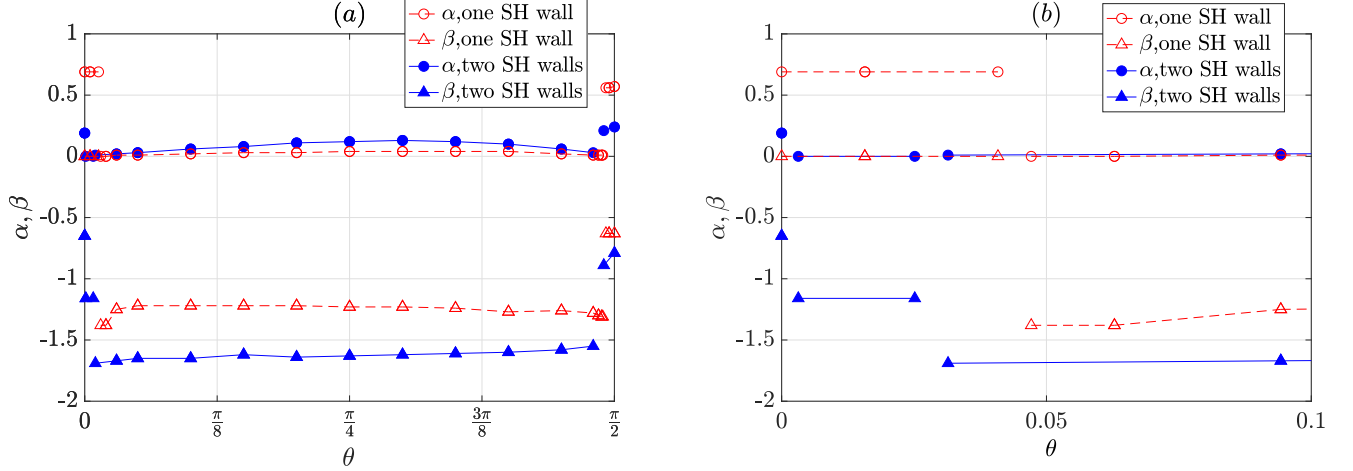 (a)
α,one SH wall
β,one SH wall
α,two SH walls
β,two SH walls
1
0.5
0
-0.5
-1
-1.5
-2
α, β
0
π/8
π/4
3π/8
π/2
θ
(b)
α,one SH wall
β,one SH wall
α,two SH walls
β,two SH walls
1
0.5
0
-0.5
-1
-1.5
-2
α, β
0
0.05
0.1
θ